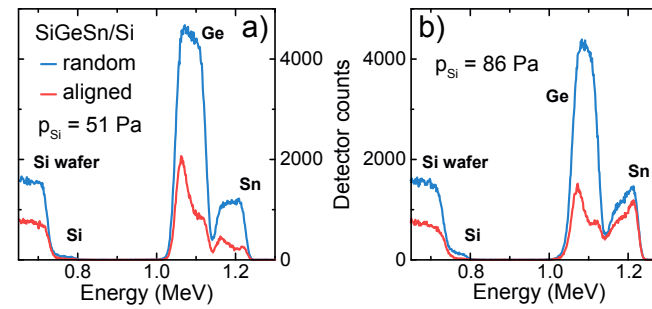 SiGeSn/Si
random
aligned
p_Si = 51 Pa
a)
Ge
Si wafer
Si
Sn
4000
2000
0
0.8 1.0 1.2
Energy (MeV)
Detector counts
b)
p_Si = 86 Pa
Ge
Si wafer
Si
Sn
4000
2000
0
0.8 1.0 1.2
Energy (MeV)